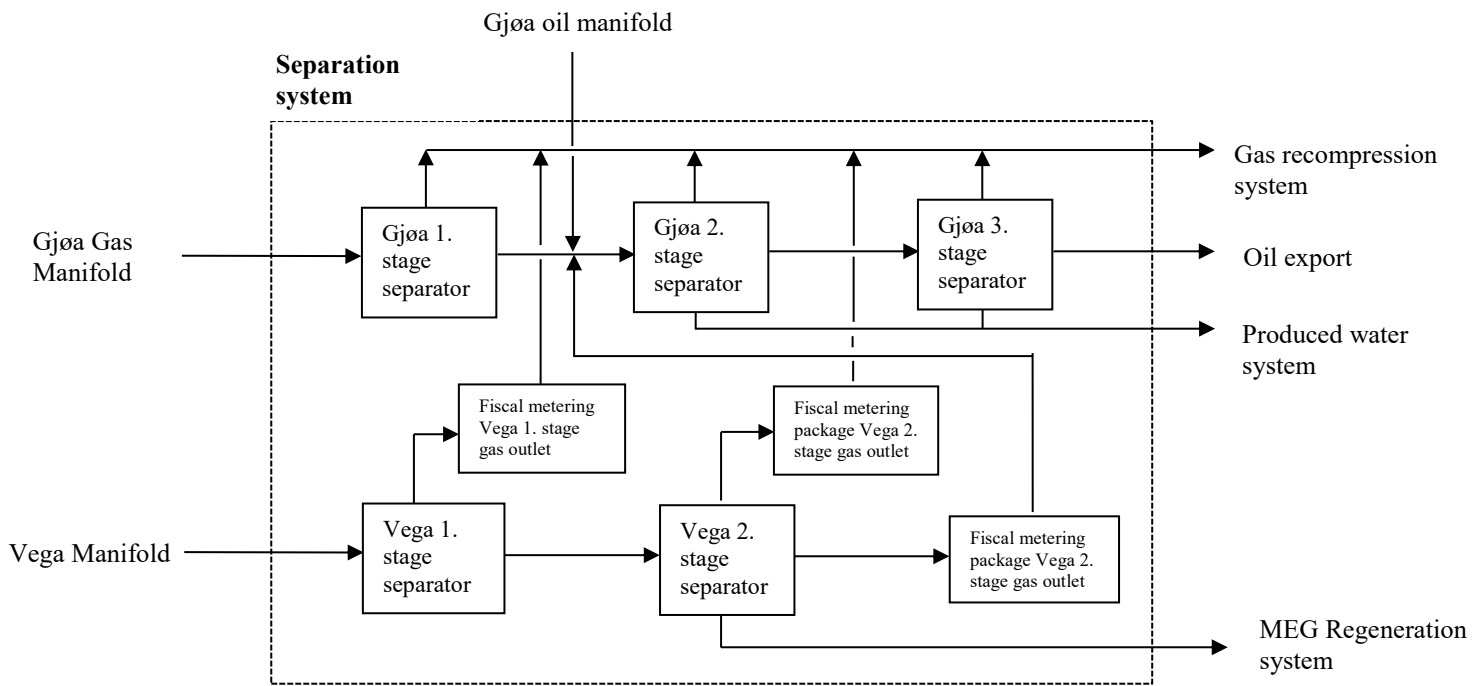 Gjøa oil manifold
Separation
system
Gas recompression
system
Gjøa Gas
Manifold
Gjøa 1.
stage
separator
Gjøa 2.
stage
separator
Gjøa 3.
stage
separator
Oil export
Produced water
system
Fiscal metering
Vega 1. stage
gas outlet
Fiscal metering
package Vega 2.
stage gas outlet
Vega Manifold
Vega 1.
stage
separator
Vega 2.
stage
separator
Fiscal metering
package Vega 2.
stage gas outlet
MEG Regeneration
system